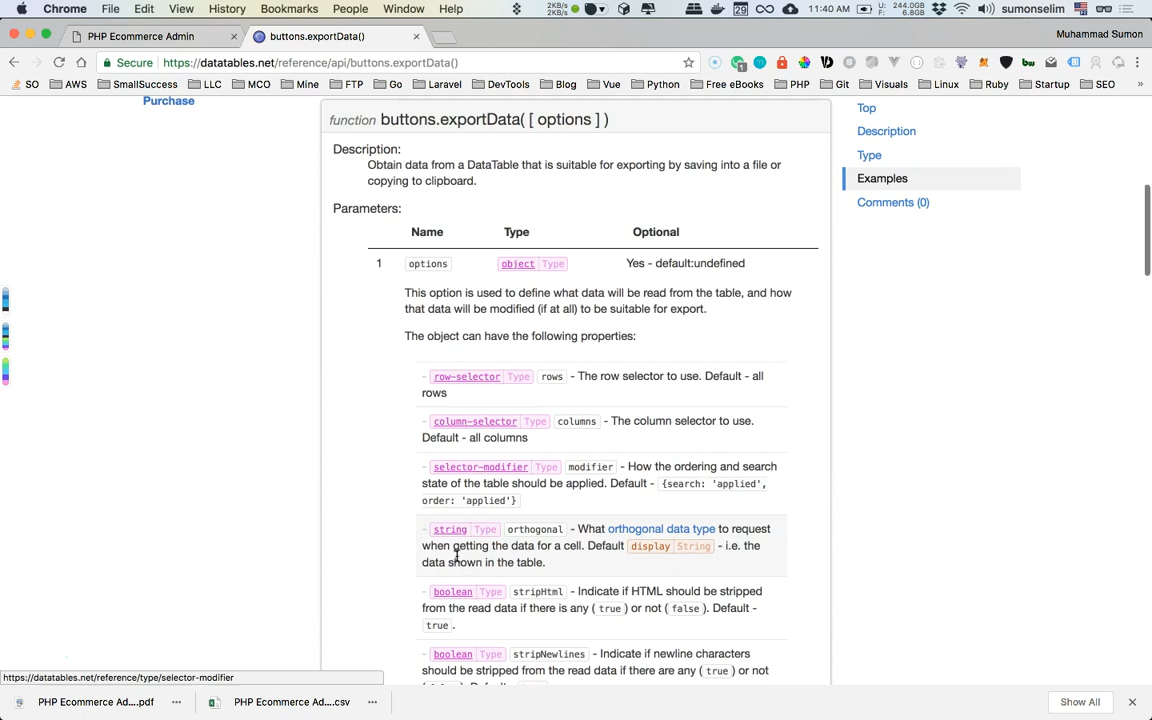 Chrome File Edit View History Bookmarks People Window Help 2KB/s 2KB/s 29 11:40 AM U: F: 244.0GB 6.8GB sumonselim
PHP Ecommerce Admin × buttons.exportData() × Muhammad Sumon
Secure https://datatables.net/reference/api/buttons.exportData()
SO AWS SmallSuccess LLC MCO Mine FTP Go Laravel DevTools Blog Vue Python Free eBooks PHP Git Visuals Linux Ruby Startup SEO »
Purchase
function buttons.exportData( [ options ] )
Description:
Obtain data from a DataTable that is suitable for exporting by saving into a file or
copying to clipboard.
Parameters:
Name Type Optional
1 options object Type Yes - default:undefined
This option is used to define what data will be read from the table, and how
that data will be modified (if at all) to be suitable for export.
The object can have the following properties:
- row-selector Type rows - The row selector to use. Default - all
rows
- column-selector Type columns - The column selector to use.
Default - all columns
- selector-modifier Type modifier - How the ordering and search
state of the table should be applied. Default - {search: 'applied',
order: 'applied'}
- string Type orthogonal - What orthogonal data type to request
when getting the data for a cell. Default display String - i.e. the
data shown in the table.
- boolean Type stripHtml - Indicate if HTML should be stripped
from the read data if there is any ( true ) or not ( false ). Default -
true .
- boolean Type stripNewlines - Indicate if newline characters
should be stripped from the read data if there are any ( true ) or not
Top
Description
Type
Examples
Comments (0)
https://datatables.net/reference/type/selector-modifier
PHP Ecommerce Ad....pdf PHP Ecommerce Ad....csv Show All